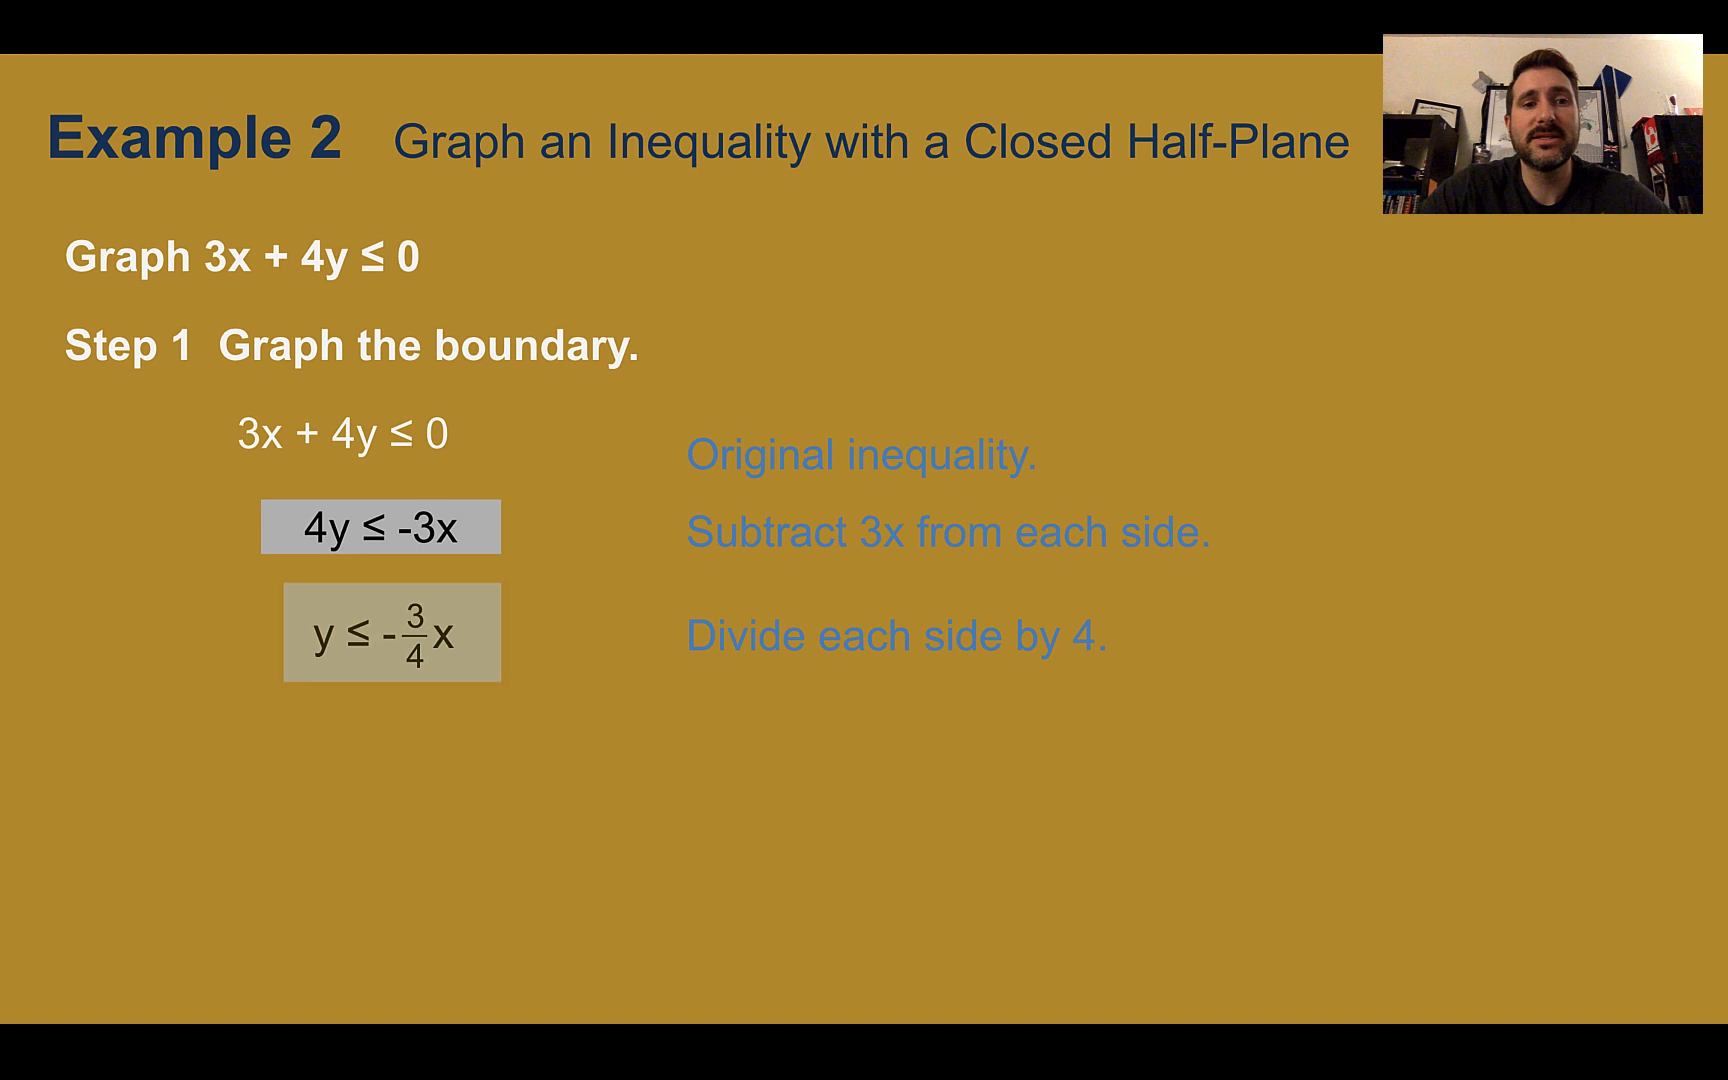 Example 2 Graph an Inequality with a Closed Half-Plane
Graph 3x + 4y ≤ 0
Step 1 Graph the boundary.
3x + 4y ≤ 0 Original inequality.
4y ≤ -3x Subtract 3x from each side.
y ≤ -3/4x Divide each side by 4.